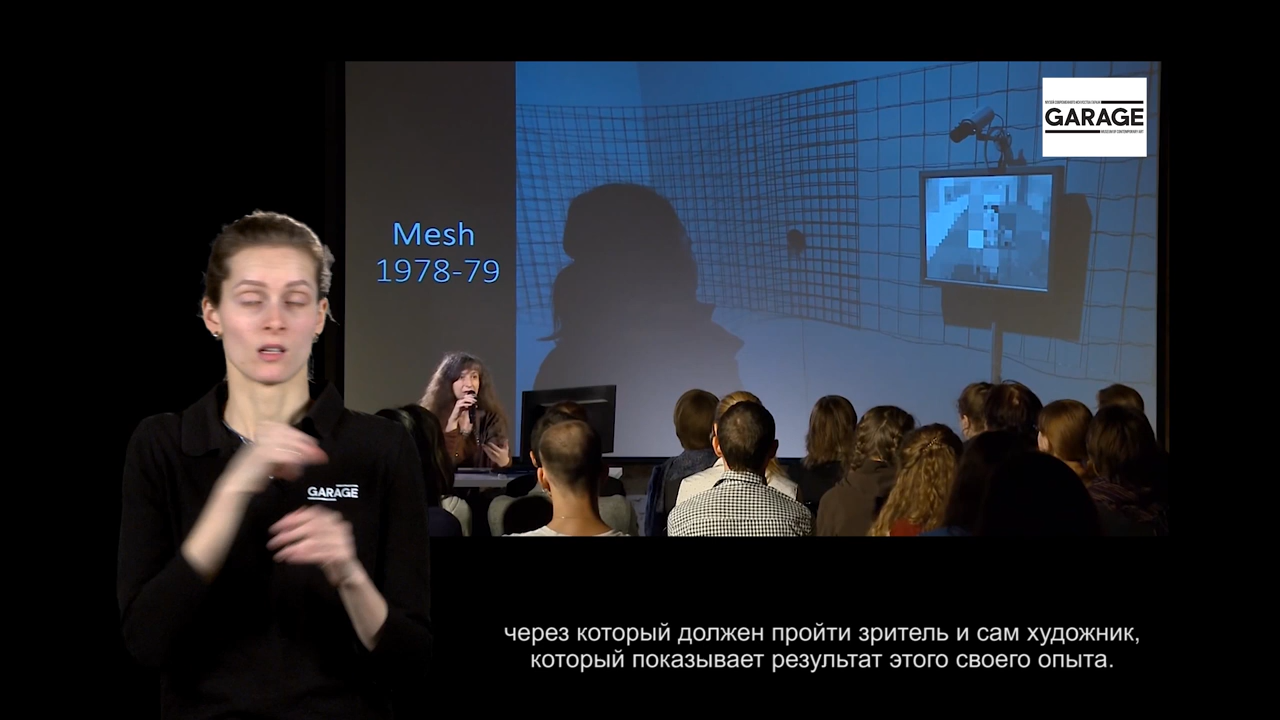 GARAGE
Mesh
1978-79
GARAGE
через который должен пройти зритель и сам художник,
который показывает результат этого своего опыта.